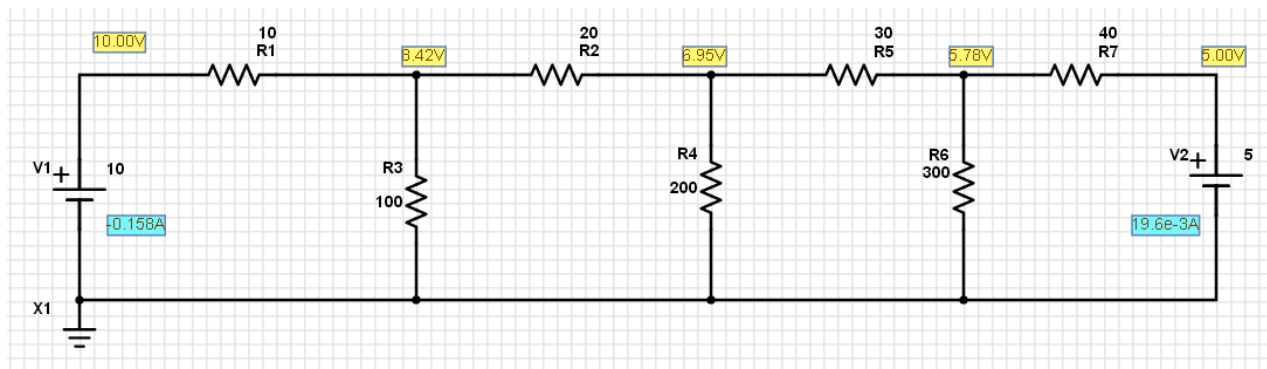 10.00V
10
R1
8.42V
20
R2
6.95V
30
R5
5.78V
40
R7
5.00V
V1
+
10
-0.158A
R3
100
R4
200
R6
300
V2
+
5
19.6e-3A
X1